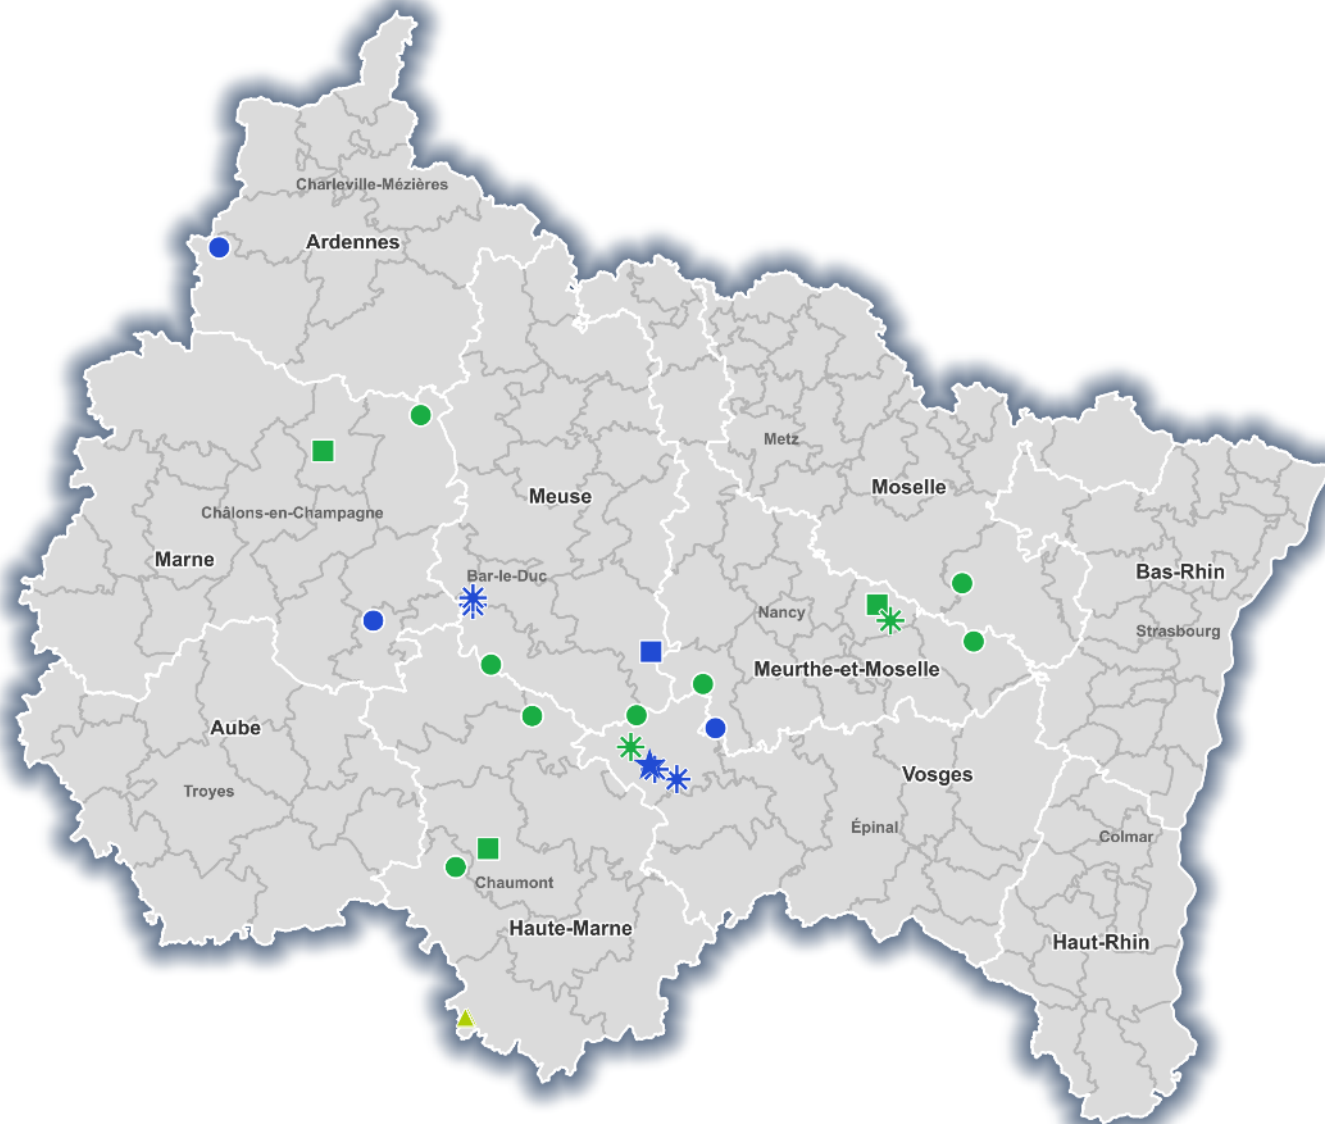 Charleville-Mézières
Ardennes
Metz
Moselle
Meuse
Châlons-en-Champagne
Marne
Bar-le-Duc
Bas-Rhin
Nancy
Strasbourg
Meurthe-et-Moselle
Aube
Vosges
Troyes
Épinal
Colmar
Chaumont
Haute-Marne
Haut-Rhin